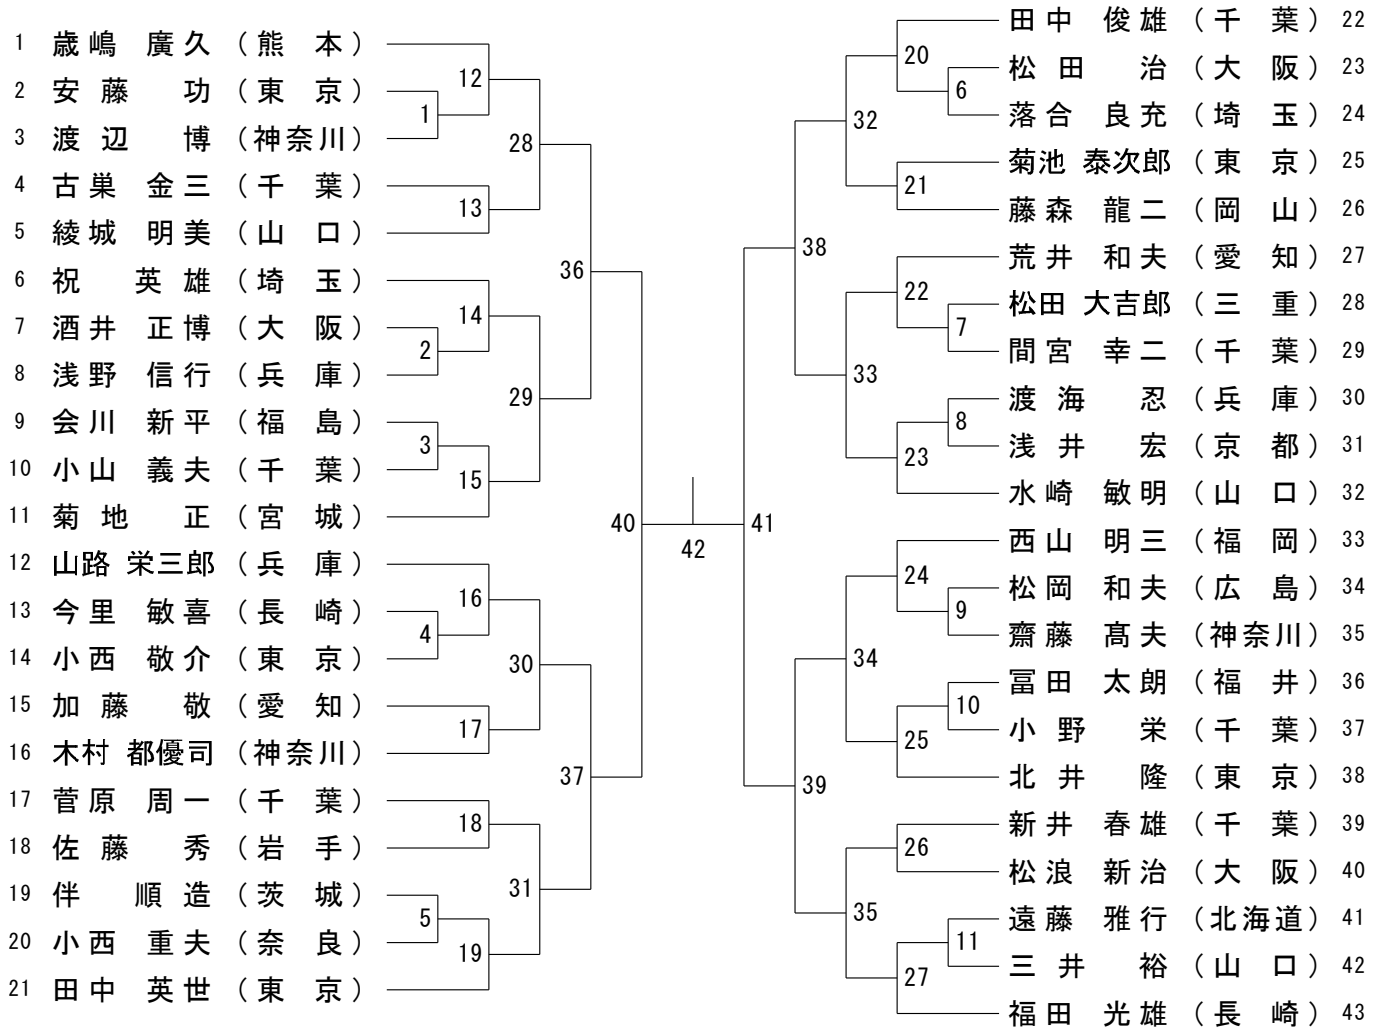 1 歳嶋 廣久 (熊 本)
2 安藤 功 (東 京)
3 渡辺 博 (神奈川)
4 古巣 金三 (千 葉)
5 綾城 明美 (山 口)
6 祝 英雄 (埼 玉)
7 酒井 正博 (大 阪)
8 浅野 信行 (兵 庫)
9 会川 新平 (福 島)
10 小山 義夫 (千 葉)
11 菊地 正 (宮 城)
12 山路 栄三郎 (兵 庫)
13 今里 敏喜 (長 崎)
14 小西 敬介 (東 京)
15 加藤 敬 (愛 知)
16 木村 都優司 (神奈川)
17 菅原 周一 (千 葉)
18 佐藤 秀 (岩 手)
19 伴 順造 (茨 城)
20 小西 重夫 (奈 良)
21 田中 英世 (東 京)
1
2
3
4
5
12
13
14
15
16
17
18
19
28
29
30
31
36
37
40
42
41
38
39
32
33
34
35
20
21
22
23
24
25
26
27
6
7
8
9
10
11
田中 俊雄 (千 葉) 22
松田 治 (大 阪) 23
落合 良充 (埼 玉) 24
菊池 泰次郎 (東 京) 25
藤森 龍二 (岡 山) 26
荒井 和夫 (愛 知) 27
松田 大吉郎 (三 重) 28
間宮 幸二 (千 葉) 29
渡海 忍 (兵 庫) 30
浅井 宏 (京 都) 31
水崎 敏明 (山 口) 32
西山 明三 (福 岡) 33
松岡 和夫 (広 島) 34
齋藤 髙夫 (神奈川) 35
冨田 太朗 (福 井) 36
小野 栄 (千 葉) 37
北井 隆 (東 京) 38
新井 春雄 (千 葉) 39
松浪 新治 (大 阪) 40
遠藤 雅行 (北海道) 41
三井 裕 (山 口) 42
福田 光雄 (長 崎) 43